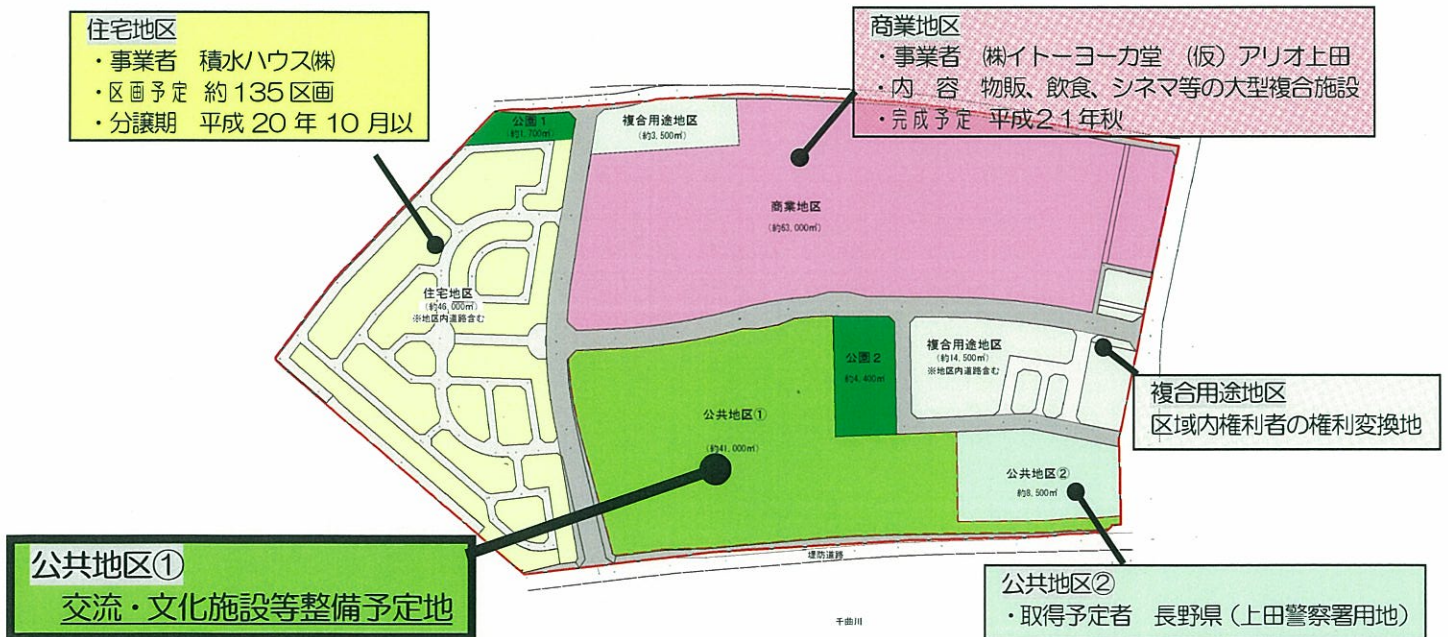 住宅地区
・事業者 積水ハウス㈱
・区画予定 約135区画
・分譲期 平成20年10月以
商業地区
・事業者 ㈱イトーヨーカ堂 (仮)アリオ上田
・内 容 物販、飲食、シネマ等の大型複合施設
・完成予定 平成21年秋
公園1
(約1,700㎡)
複合用途地区
(約3,500㎡)
商業地区
(約63,000㎡)
住宅地区
(約46,000㎡)
※地区内道路含む
公園2
約4,400㎡
複合用途地区
(約14,500㎡)
※地区内道路含む
複合用途地区
区域内権利者の権利変換地
公共地区①
(約41,000㎡)
公共地区②
約8,500㎡
堤防道路
公共地区①
交流・文化施設等整備予定地
公共地区②
・取得予定者 長野県(上田警察署用地)
千曲川